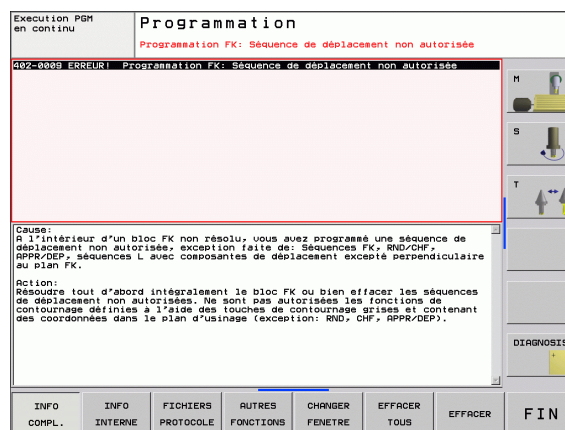 Execution PGM
en continu
Programmation
Programmation FK: Séquence de déplacement non autorisée
402-0009 ERREUR! Programmation FK: Séquence de déplacement non autorisée
M
S
T
Cause:
A l'intérieur d'un bloc FK non résolu, vous avez programmé une séquence de
déplacement non autorisée, exception faite de: Séquences FK, RND/CHF,
APPR/DEP, séquences L avec composantes de déplacement excepté perpendiculaire
au plan FK.
Action:
Résoudre tout d'abord intégralement le bloc FK ou bien effacer les séquences
de déplacement non autorisées. Ne sont pas autorisées les fonctions de
contournage définies à l'aide des touches de contournage grises et contenant
des coordonnées dans le plan d'usinage (exception: RND, CHF, APPR/DEP).
DIAGNOSIS
INFO COMPL.
INFO INTERNE
FICHIERS PROTOCOLE
AUTRES FONCTIONS
CHANGER FENETRE
EFFACER TOUS
EFFACER
FIN